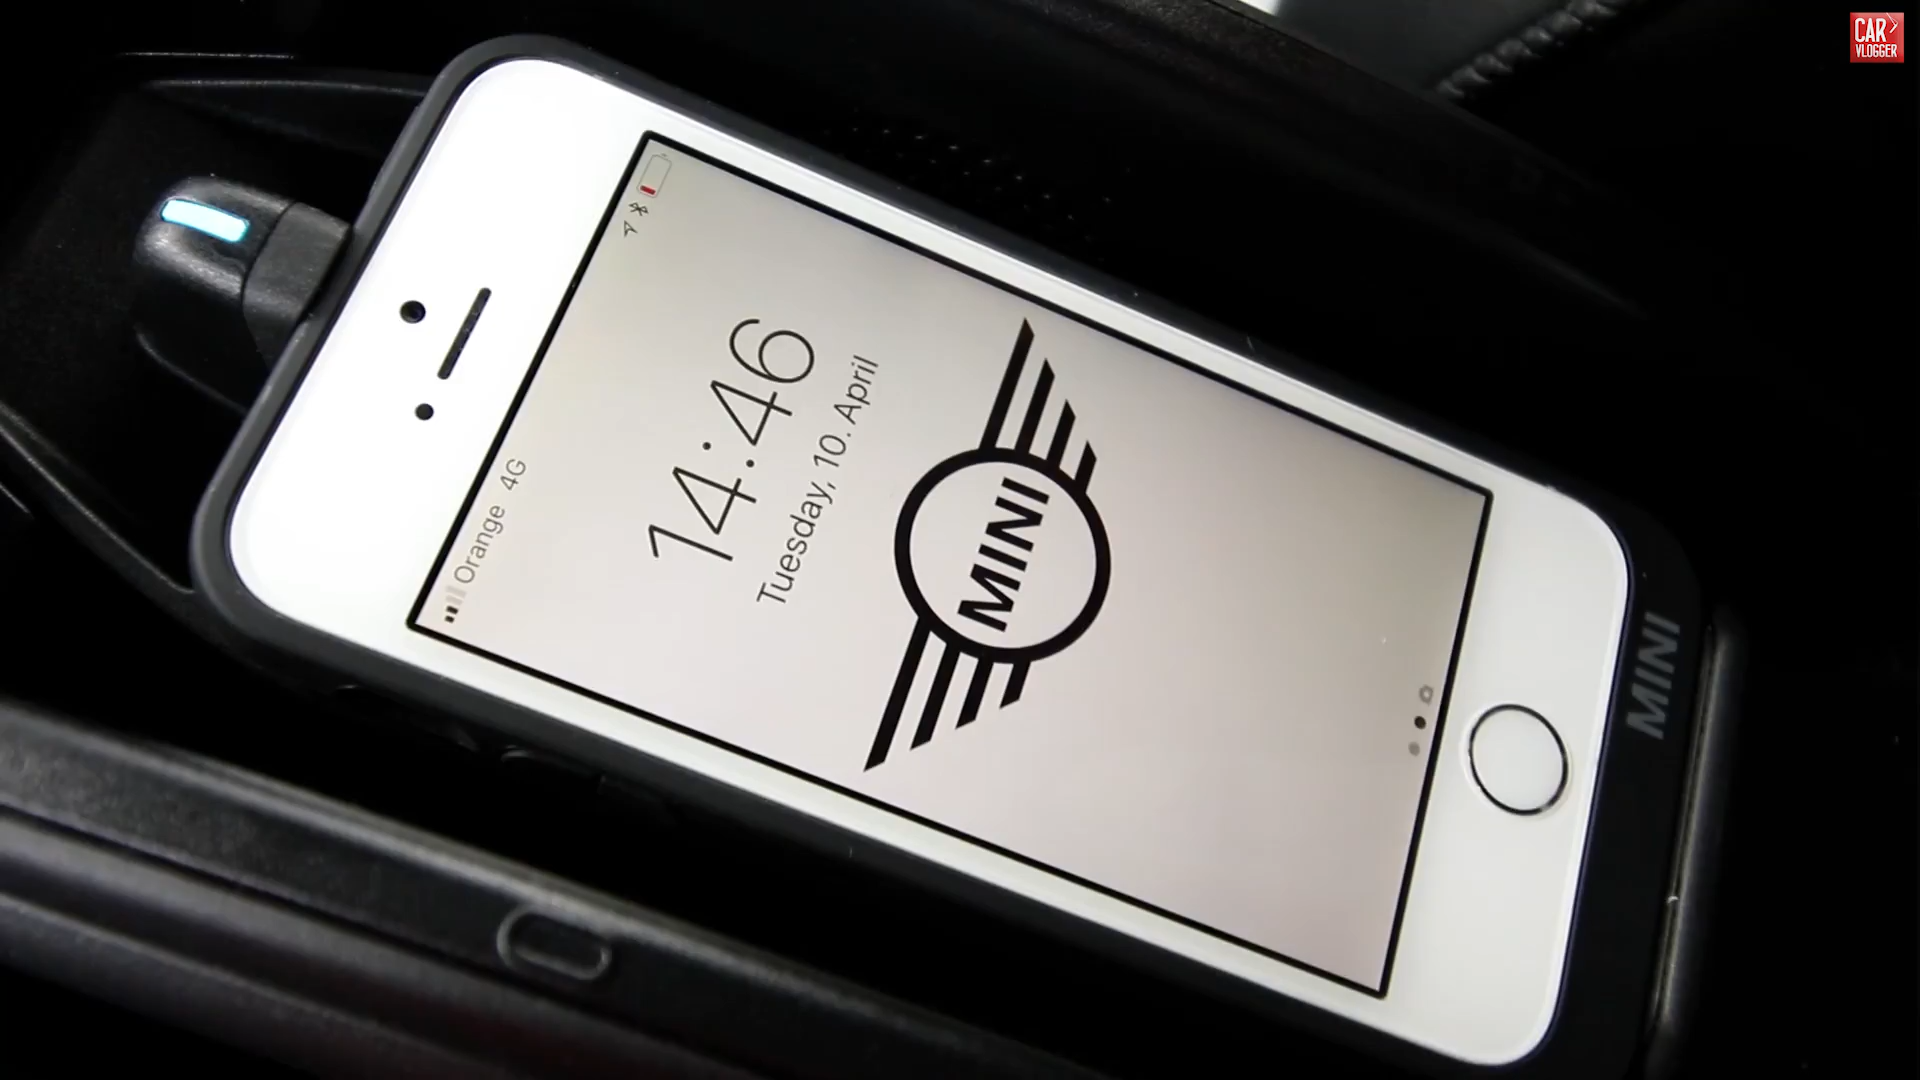 Orange 4G
14:46
Tuesday, 10. April
MINI
MINI
CAR
VLOGGER